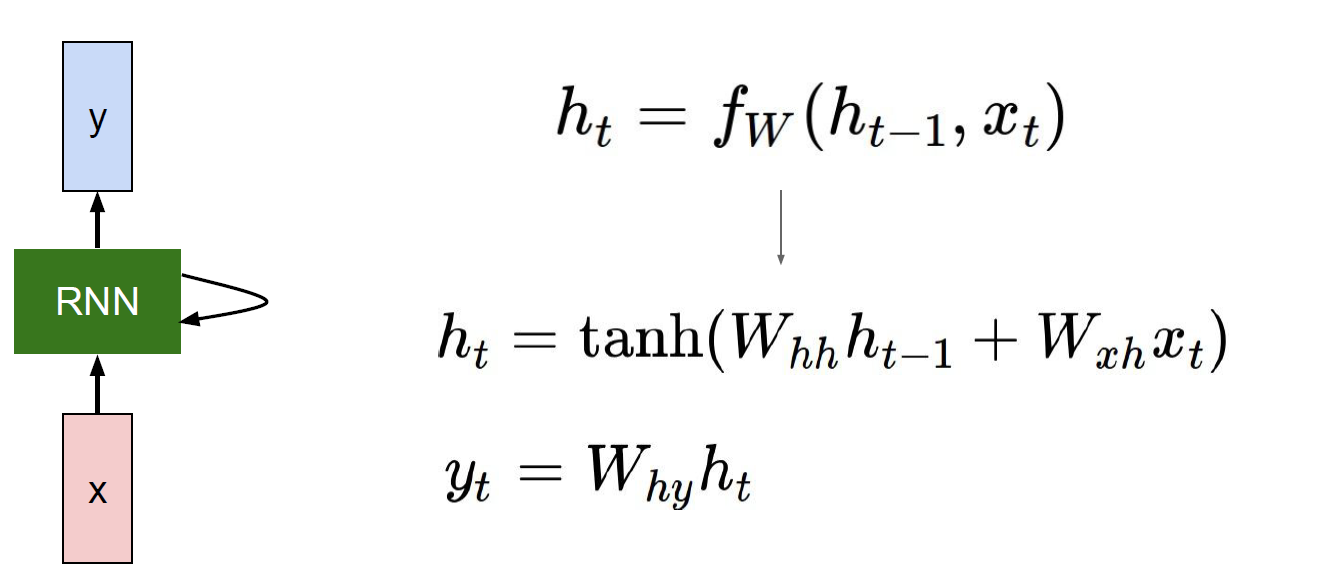 y
RNN
x
h_t = f_W(h_{t-1}, x_t)
h_t = tanh(W_{hh}h_{t-1} + W_{xh}x_t)
y_t = W_{hy}h_t